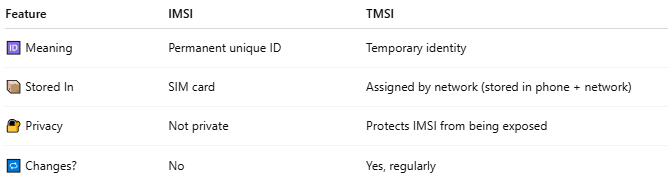 Feature IMSI TMSI
🆔 Meaning Permanent unique ID Temporary identity
Stored In SIM card Assigned by network (stored in phone + network)
Privacy Not private Protects IMSI from being exposed
Changes? No Yes, regularly